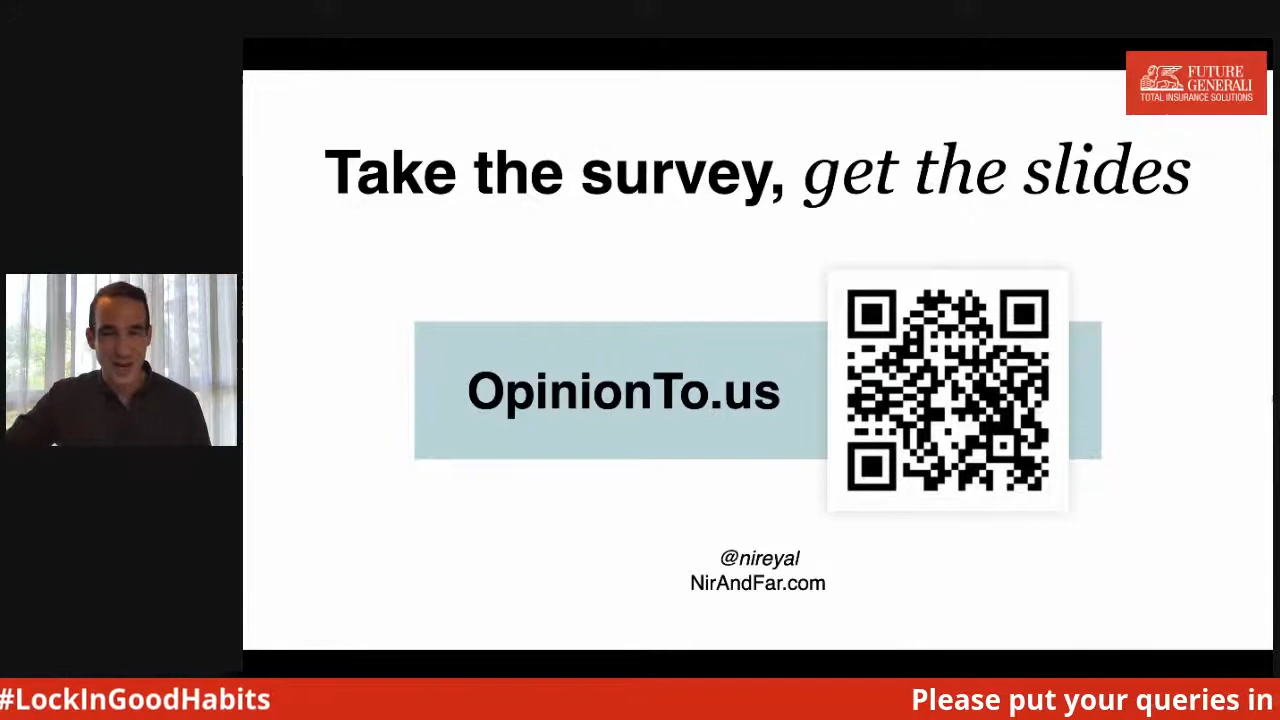 FUTURE
GENERALI
TOTAL INSURANCE SOLUTIONS
Take the survey, get the slides
OpinionTo.us
@nireyal
NirAndFar.com
#LockInGoodHabits
Please put your queries in